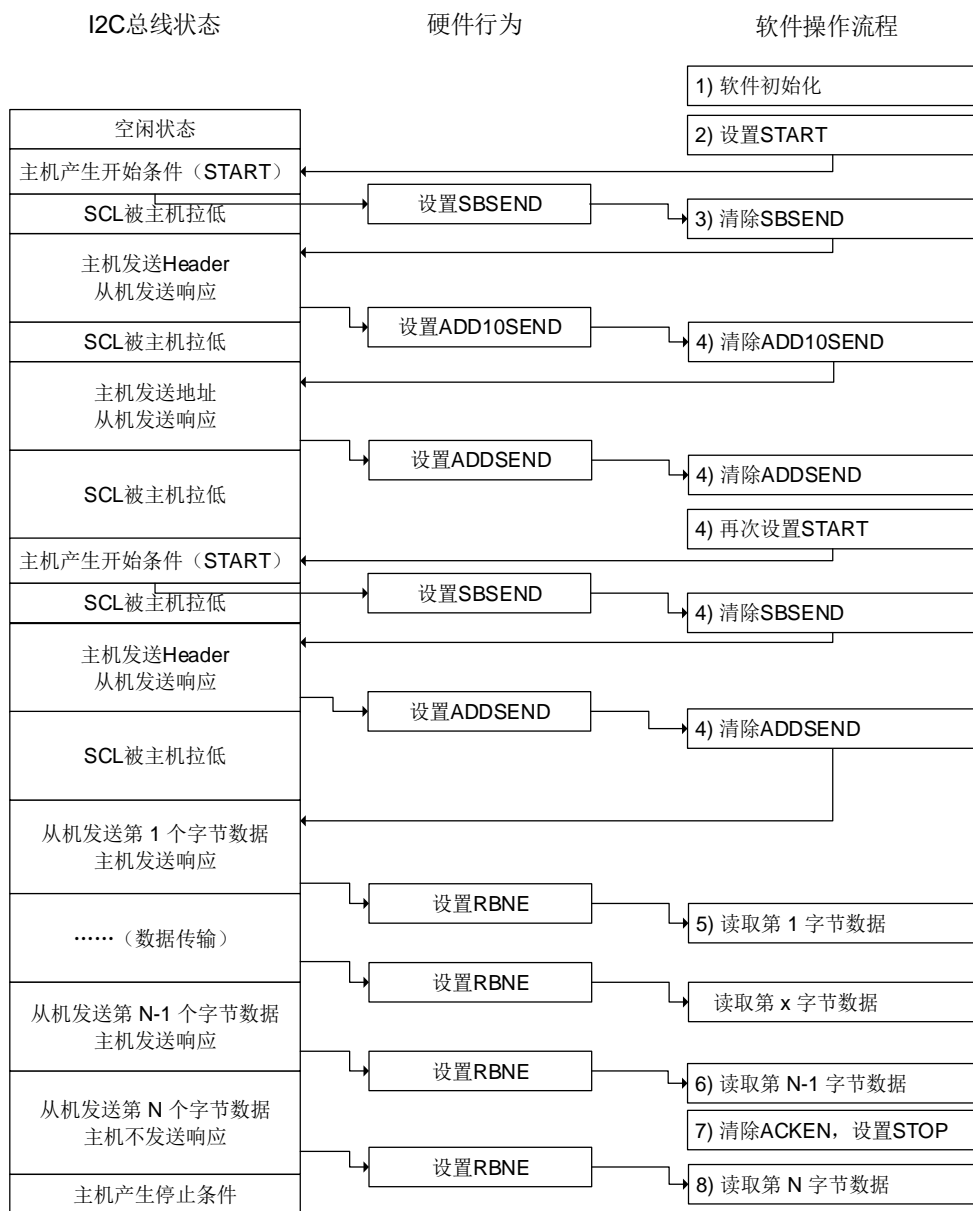 I2C总线状态
硬件行为
软件操作流程
1) 软件初始化
空闲状态
2) 设置START
主机产生开始条件（START）
设置SBSEND
SCL被主机拉低
3) 清除SBSEND
主机发送Header
从机发送响应
设置ADD10SEND
SCL被主机拉低
4) 清除ADD10SEND
主机发送地址
从机发送响应
设置ADDSEND
4) 清除ADDSEND
SCL被主机拉低
4) 再次设置START
主机产生开始条件（START）
设置SBSEND
SCL被主机拉低
4) 清除SBSEND
主机发送Header
从机发送响应
设置ADDSEND
4) 清除ADDSEND
SCL被主机拉低
从机发送第 1 个字节数据
主机发送响应
设置RBNE
5) 读取第 1 字节数据
……（数据传输）
设置RBNE
读取第 x 字节数据
从机发送第 N-1 个字节数据
主机发送响应
设置RBNE
6) 读取第 N-1 字节数据
从机发送第 N 个字节数据
主机不发送响应
7) 清除ACKEN，设置STOP
设置RBNE
8) 读取第 N 字节数据
主机产生停止条件